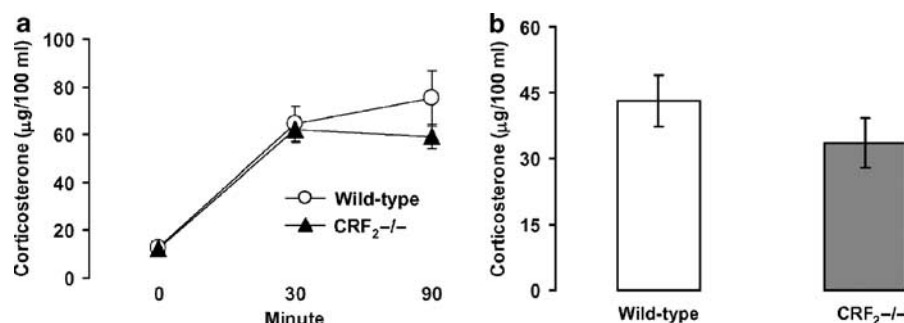 a
Corticosterone (µg/100 ml)
100
80
60
40
20
0
Wild-type
CRF₂−/−
0 30 90
Minute
b
Corticosterone (µg/100 ml)
60
45
30
15
0
Wild-type CRF₂−/−